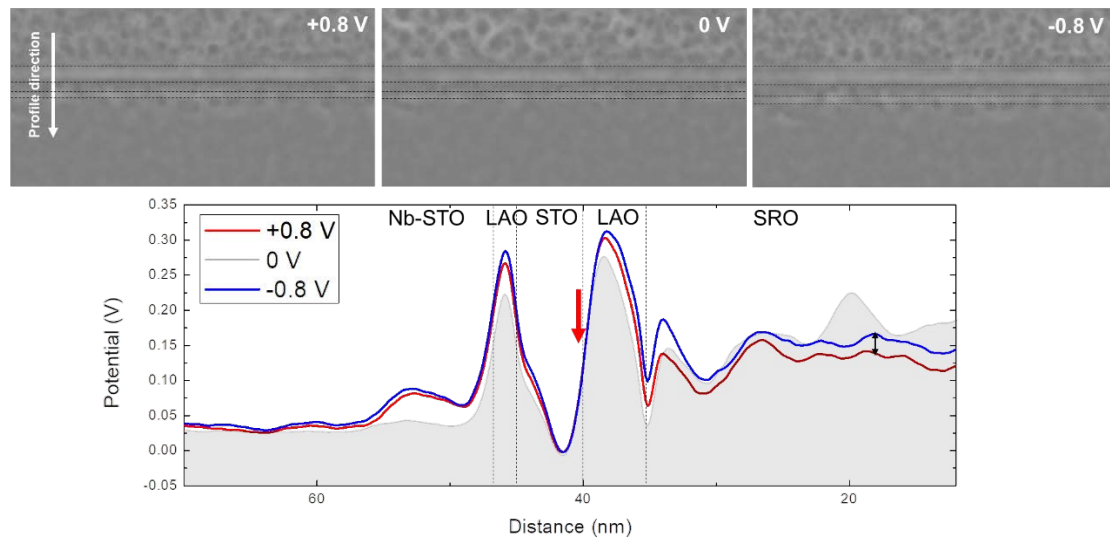 +0.8 V
0 V
-0.8 V
Profile direction
Nb-STO
LAO
STO
LAO
SRO
+0.8 V
0 V
-0.8 V
0.35
0.30
0.25
0.20
0.15
0.10
0.05
0.00
-0.05
Potential (V)
60
40
20
Distance (nm)